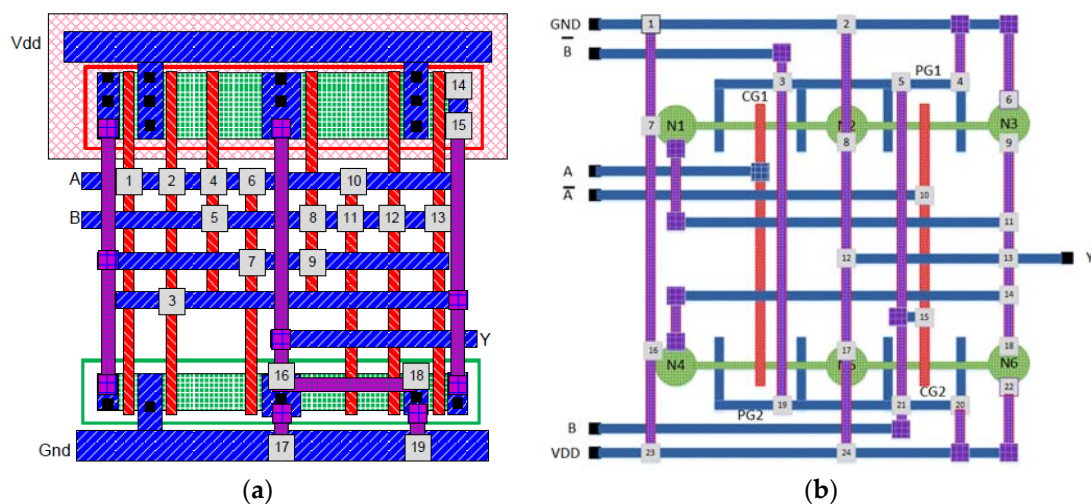 Vdd
14
15
A 1 2 4 6 10
B 5 8 11 12 13
7 9
3
Y
16 18
Gnd 17 19
(a)
GND 1 2 3
B̅
3 5 PG1 4
CG1 6
7 N1 N2 N3
8 9
A
A̅ 10
11
12 13 Y
14
15
16 17 18
N4 N5 N6
CG2 22
PG2 19 21 20
B
VDD 23 24
(b)